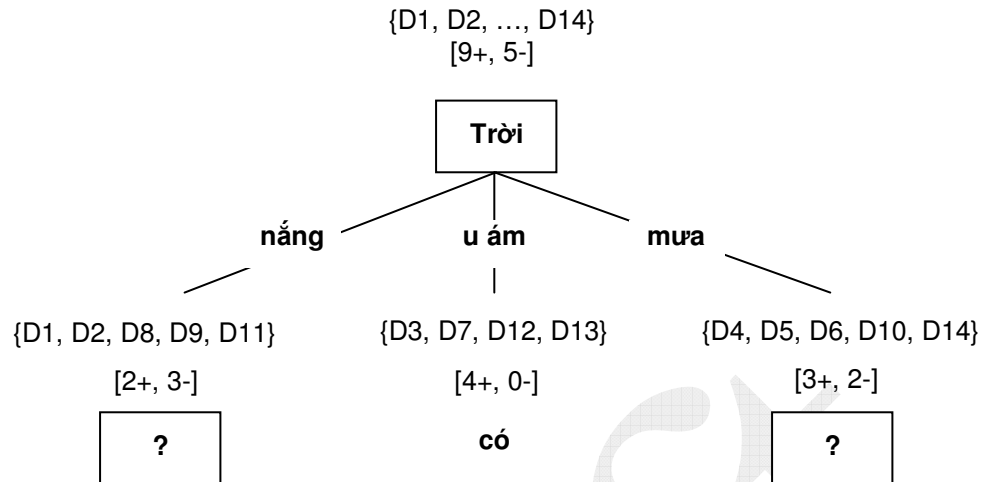 {D1, D2, …, D14}
[9+, 5-]
Trời
nắng u ám mưa
{D1, D2, D8, D9, D11} {D3, D7, D12, D13} {D4, D5, D6, D10, D14}
[2+, 3-] [4+, 0-] [3+, 2-]
? có ?